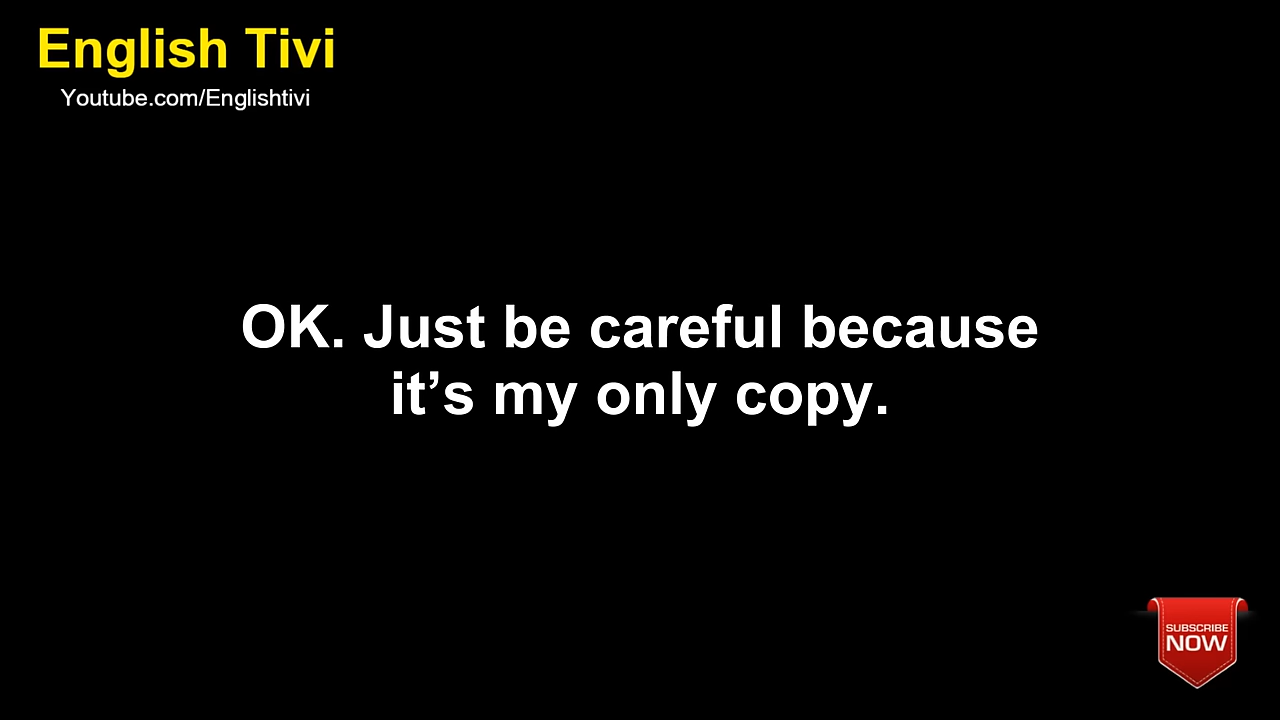 English Tivi
Youtube.com/Englishtivi
OK. Just be careful because
it’s my only copy.
SUBSCRIBE
NOW